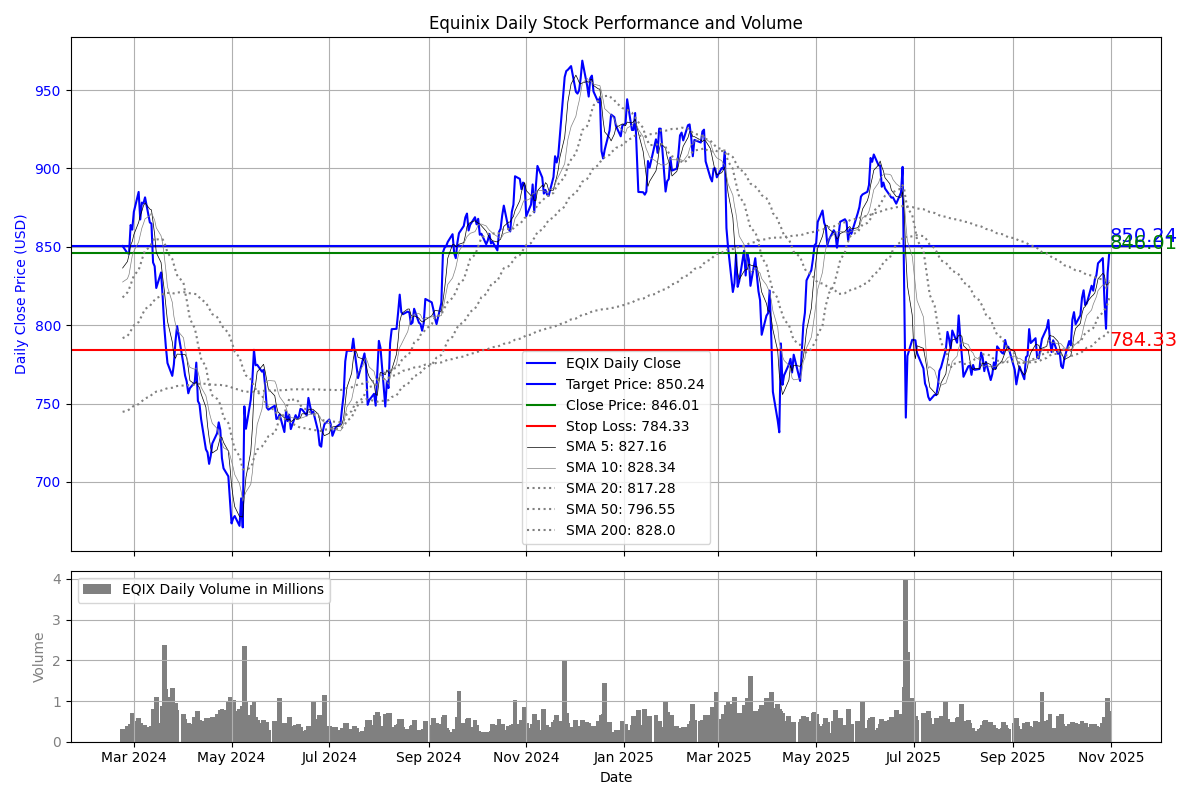 Equinix Daily Stock Performance and Volume
Daily Close Price (USD)
950
900
850
800
750
700
850.24
846.01
784.33
EQIX Daily Close
Target Price: 850.24
Close Price: 846.01
Stop Loss: 784.33
SMA 5: 827.16
SMA 10: 828.34
SMA 20: 817.28
SMA 50: 796.55
SMA 200: 828.0
Volume
4
3
2
1
0
EQIX Daily Volume in Millions
Mar 2024 May 2024 Jul 2024 Sep 2024 Nov 2024 Jan 2025 Mar 2025 May 2025 Jul 2025 Sep 2025 Nov 2025
Date